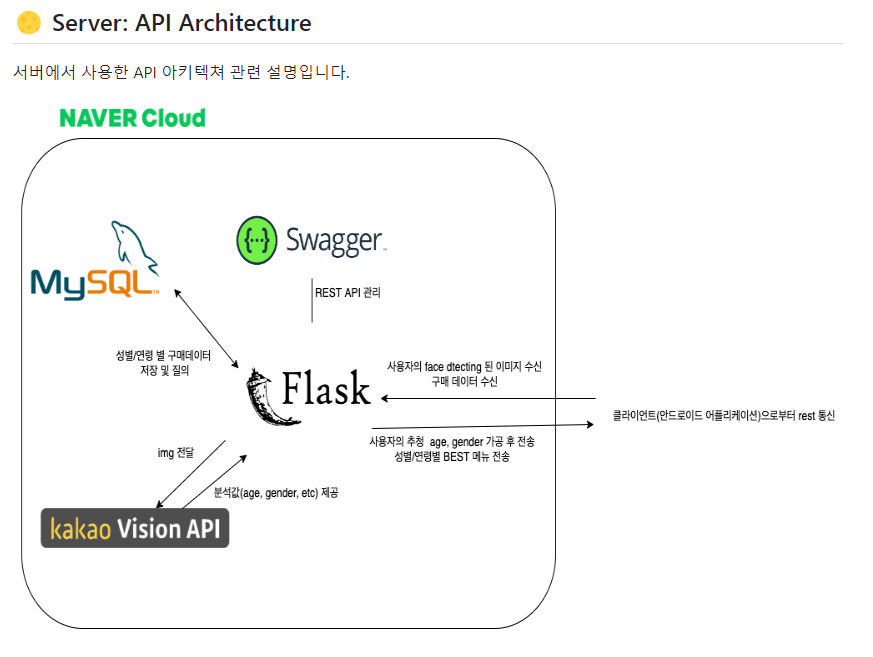 Server: API Architecture
서버에서 사용한 API 아키텍쳐 관련 설명입니다.
NAVER Cloud
MySQL™
{···} Swagger™
REST API 관리
성별/연령 별 구매데이터
저장 및 질의
Flask
사용자의 face dtecting 된 이미지 수신
구매 데이터 수신
클라이언트(안드로이드 어플리케이션)으로부터 rest 통신
사용자의 추청 age, gender 가공 후 전송
성별/연령별 BEST 메뉴 전송
img 전달
분석값(age, gender, etc) 제공
kakao Vision API